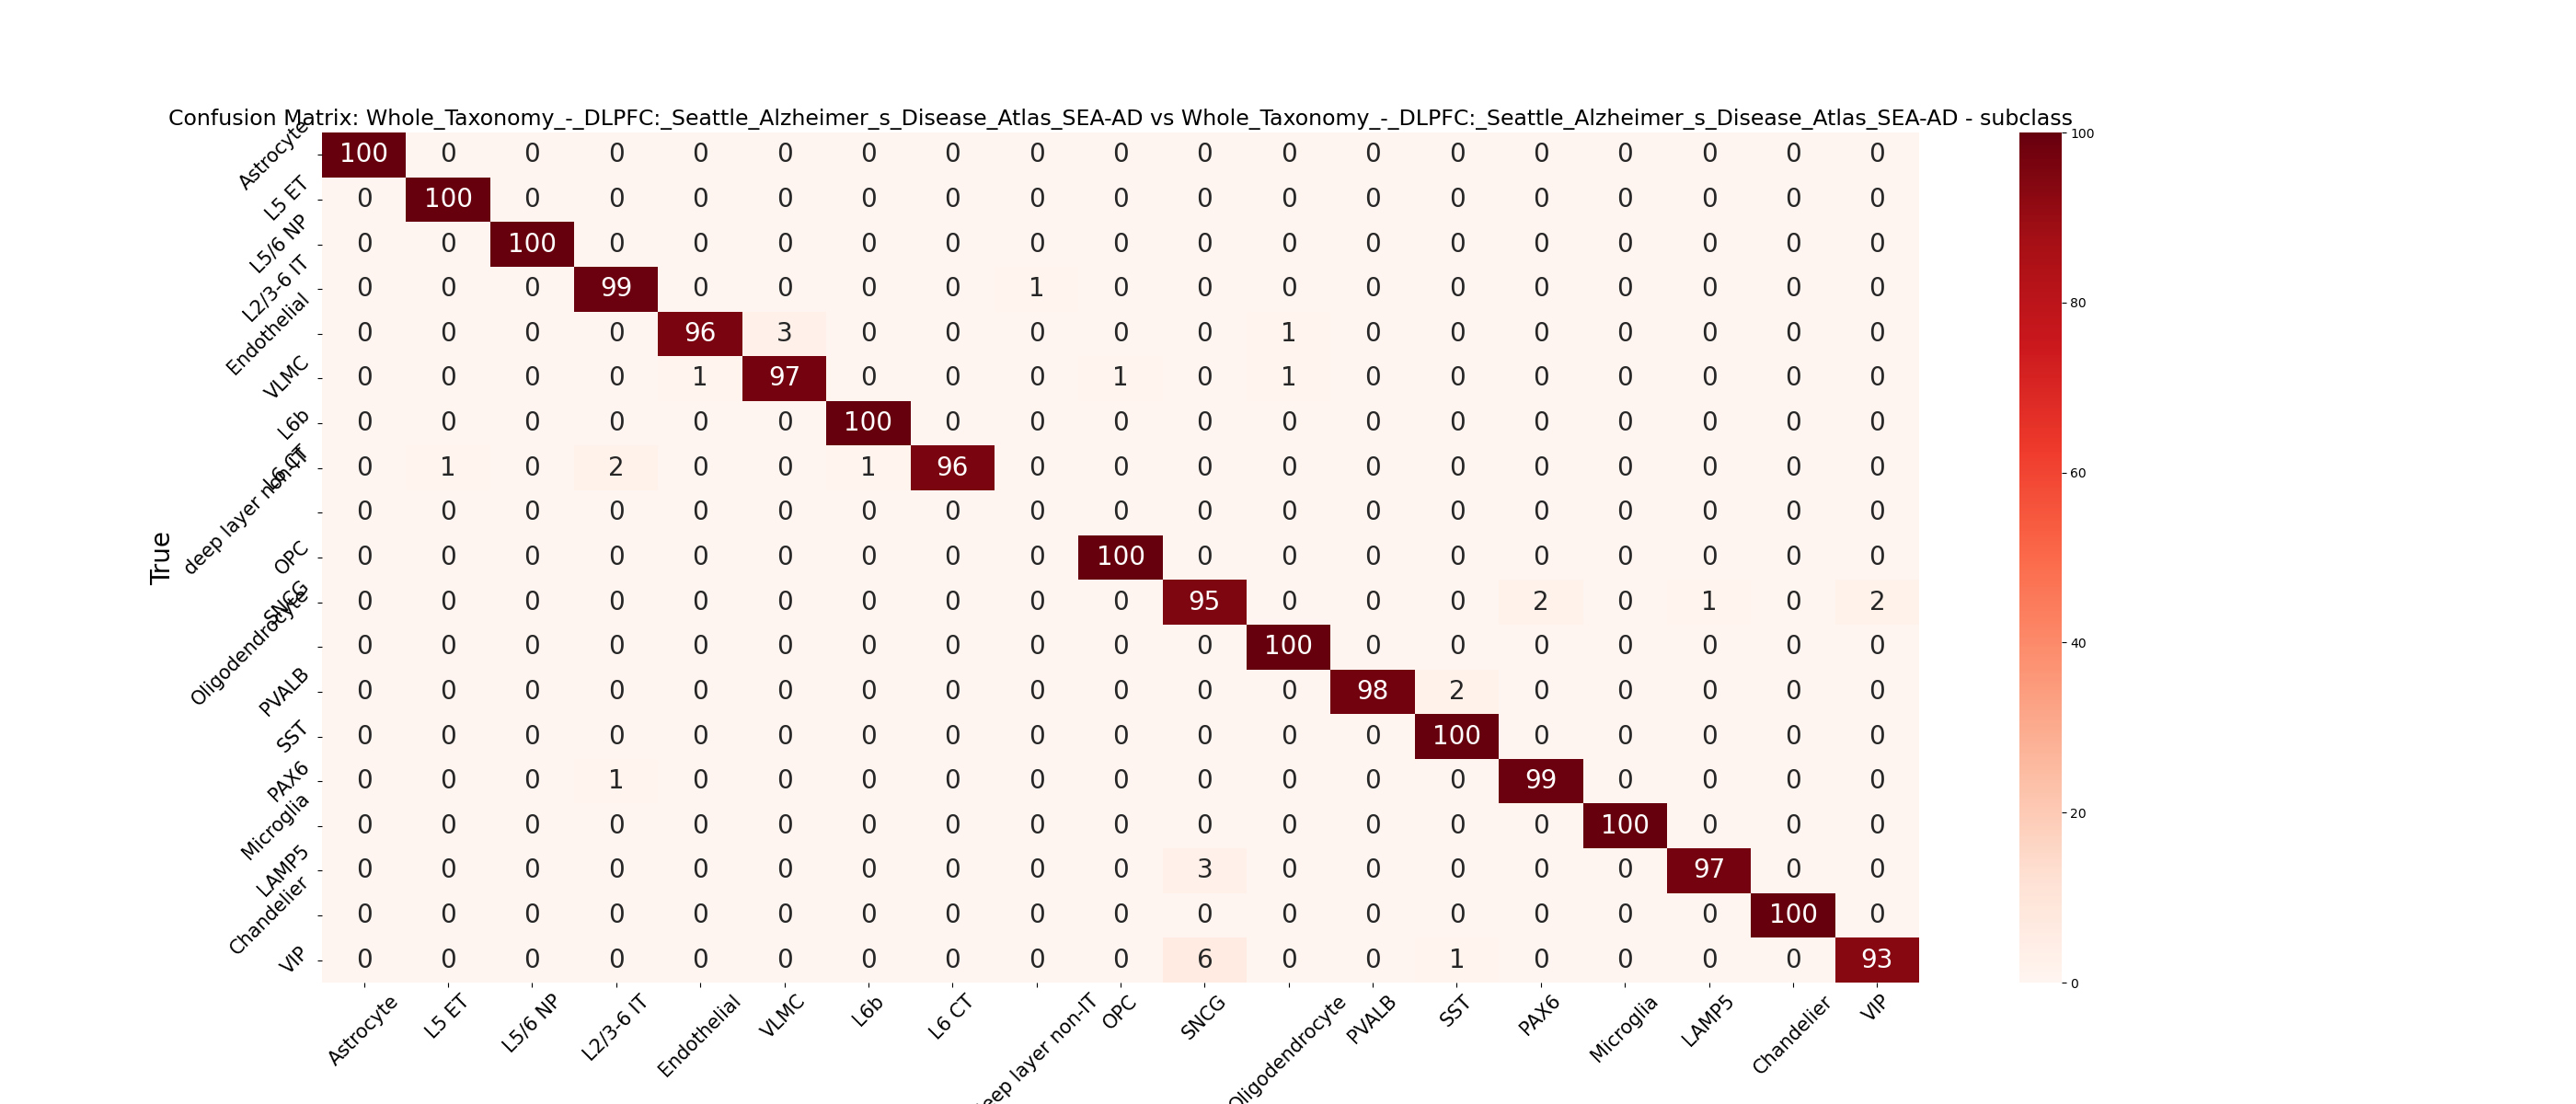 Confusion Matrix: Whole_Taxonomy_-_DLPFC:_Seattle_Alzheimer_s_Disease_Atlas_SEA-AD vs Whole_Taxonomy_-_DLPFC:_Seattle_Alzheimer_s_Disease_Atlas_SEA-AD - subclass
True
Astrocyte 100 0 0 0 0 0 0 0 0 0 0 0 0 0 0 0 0 0 0
L5 ET 0 100 0 0 0 0 0 0 0 0 0 0 0 0 0 0 0 0 0
L5/6 NP 0 0 100 0 0 0 0 0 0 0 0 0 0 0 0 0 0 0 0
L2/3-6 IT 0 0 0 99 0 0 0 0 1 0 0 0 0 0 0 0 0 0 0
Endothelial 0 0 0 0 96 3 0 0 0 0 0 1 0 0 0 0 0 0 0
VLMC 0 0 0 0 1 97 0 0 0 1 0 1 0 0 0 0 0 0 0
L6b 0 0 0 0 0 0 100 0 0 0 0 0 0 0 0 0 0 0 0
L6 CT 0 1 0 2 0 0 1 96 0 0 0 0 0 0 0 0 0 0 0
deep layer non-IT 0 0 0 0 0 0 0 0 0 0 0 0 0 0 0 0 0 0 0
OPC 0 0 0 0 0 0 0 0 0 100 0 0 0 0 0 0 0 0 0
SNCG 0 0 0 0 0 0 0 0 0 0 95 0 0 0 2 0 1 0 2
Oligodendrocyte 0 0 0 0 0 0 0 0 0 0 0 100 0 0 0 0 0 0 0
PVALB 0 0 0 0 0 0 0 0 0 0 0 0 98 2 0 0 0 0 0
SST 0 0 0 0 0 0 0 0 0 0 0 0 0 100 0 0 0 0 0
PAX6 0 0 0 1 0 0 0 0 0 0 0 0 0 0 99 0 0 0 0
Microglia 0 0 0 0 0 0 0 0 0 0 0 0 0 0 0 100 0 0 0
LAMP5 0 0 0 0 0 0 0 0 0 0 3 0 0 0 0 0 97 0 0
Chandelier 0 0 0 0 0 0 0 0 0 0 0 0 0 0 0 0 0 100 0
VIP 0 0 0 0 0 0 0 0 0 0 6 0 0 1 0 0 0 0 93
Astrocyte L5 ET L5/6 NP L2/3-6 IT Endothelial VLMC L6b L6 CT layer non-IT OPC SNCG Oligodendrocyte PVALB SST PAX6 Microglia LAMP5 Chandelier VIP
100
80
60
40
20
0